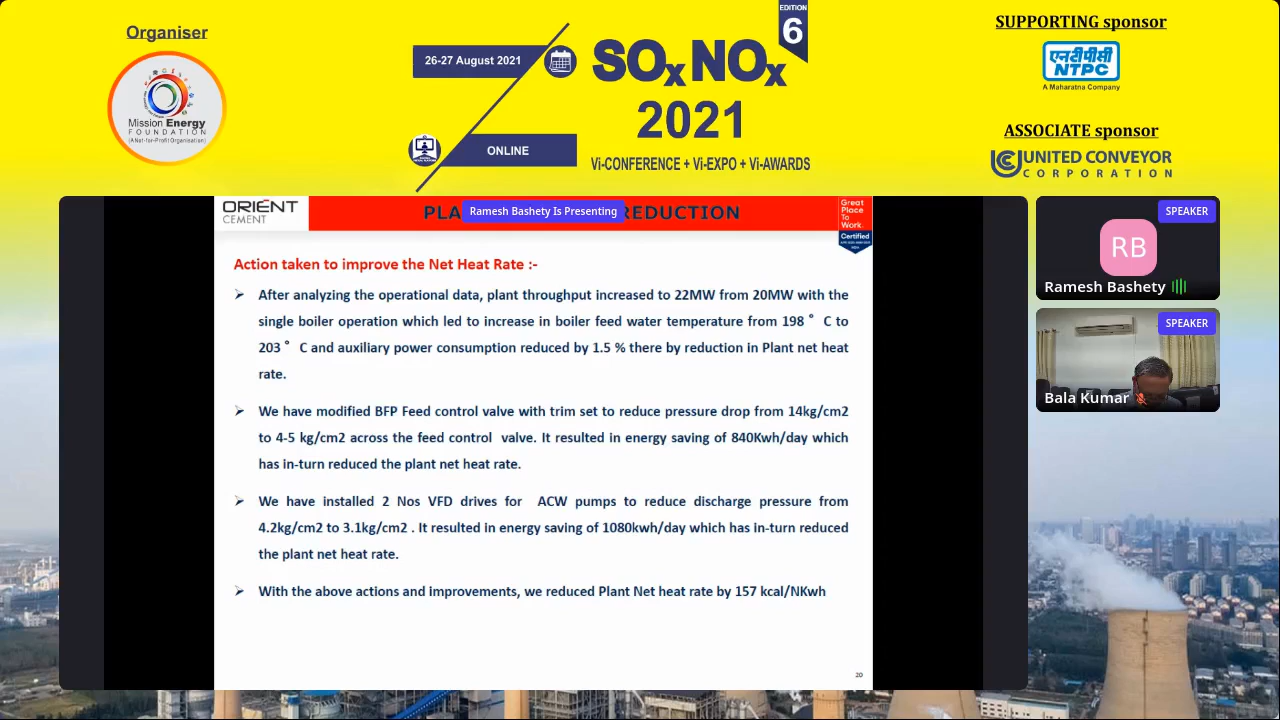 Organiser
Mission Energy
FOUNDATION
(A Not-for-Profit Organisation)
26-27 August 2021
ONLINE
EDITION
6
SOxNOx
2021
Vi-CONFERENCE + Vi-EXPO + Vi-AWARDS
SUPPORTING sponsor
एनटीपीसी
NTPC
A Maharatna Company
ASSOCIATE sponsor
UNITED CONVEYOR
CORPORATION
ORIENT
CEMENT
PLA
Ramesh Bashety Is Presenting
REDUCTION
Great
Place
To
Work.
Certified
INDIA
Action taken to improve the Net Heat Rate :-
➢ After analyzing the operational data, plant throughput increased to 22MW from 20MW with the
single boiler operation which led to increase in boiler feed water temperature from 198 ° C to
203 ° C and auxiliary power consumption reduced by 1.5 % there by reduction in Plant net heat
rate.
➢ We have modified BFP Feed control valve with trim set to reduce pressure drop from 14kg/cm2
to 4-5 kg/cm2 across the feed control valve. It resulted in energy saving of 840Kwh/day which
has in-turn reduced the plant net heat rate.
➢ We have installed 2 Nos VFD drives for ACW pumps to reduce discharge pressure from
4.2kg/cm2 to 3.1kg/cm2 . It resulted in energy saving of 1080kwh/day which has in-turn reduced
the plant net heat rate.
➢ With the above actions and improvements, we reduced Plant Net heat rate by 157 kcal/NKwh
20
SPEAKER
RB
Ramesh Bashety
SPEAKER
Bala Kumar